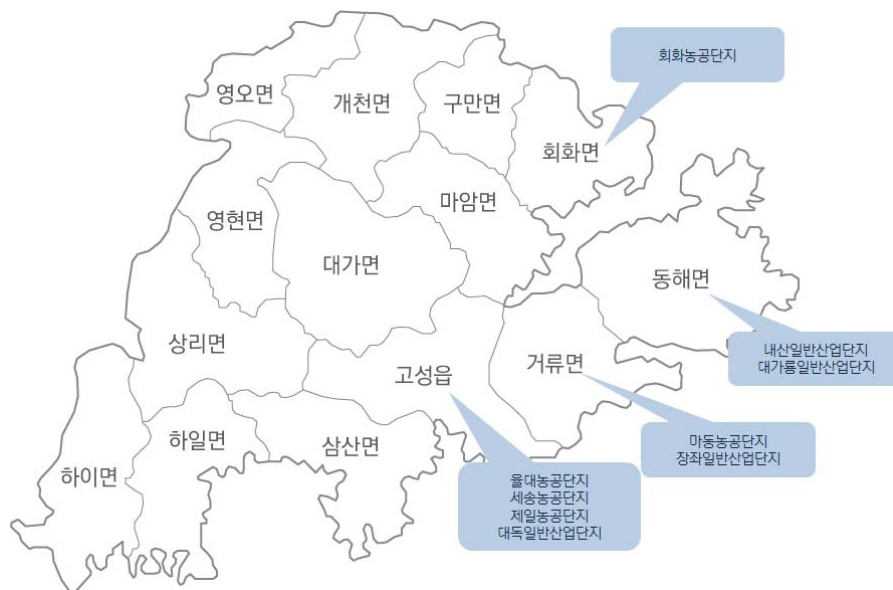 회화농공단지
영오면
개천면
구만면
회화면
마암면
영현면
대가면
동해면
내산일반산업단지
대가룡일반산업단지
상리면
고성읍
거류면
마동농공단지
장좌일반산업단지
하이면
하일면
삼산면
율대농공단지
세송농공단지
제일농공단지
대독일반산업단지